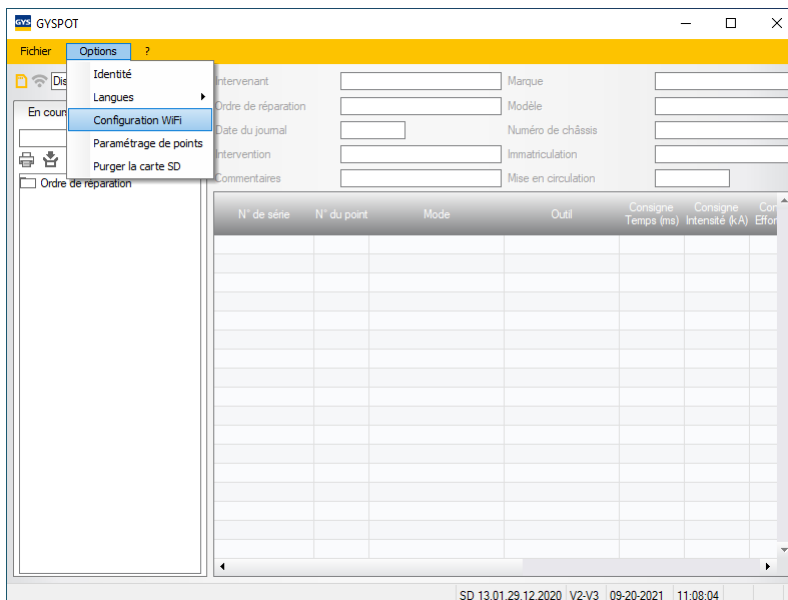 GYS GYSPOT
Fichier Options ?
Identité
Langues
Configuration WiFi
Paramétrage de points
Purger la carte SD
Dis
En cour
Ordre de réparation
Intervenant Marque
Ordre de réparation Modèle
Date du journal Numéro de châssis
Intervention Immatriculation
Commentaires Mise en circulation
N° de série N° du point Mode Outil Consigne Temps (ms) Consigne Intensité (kA) Con Effor
SD 13.01.29.12.2020 V2-V3 09-20-2021 11:08:04